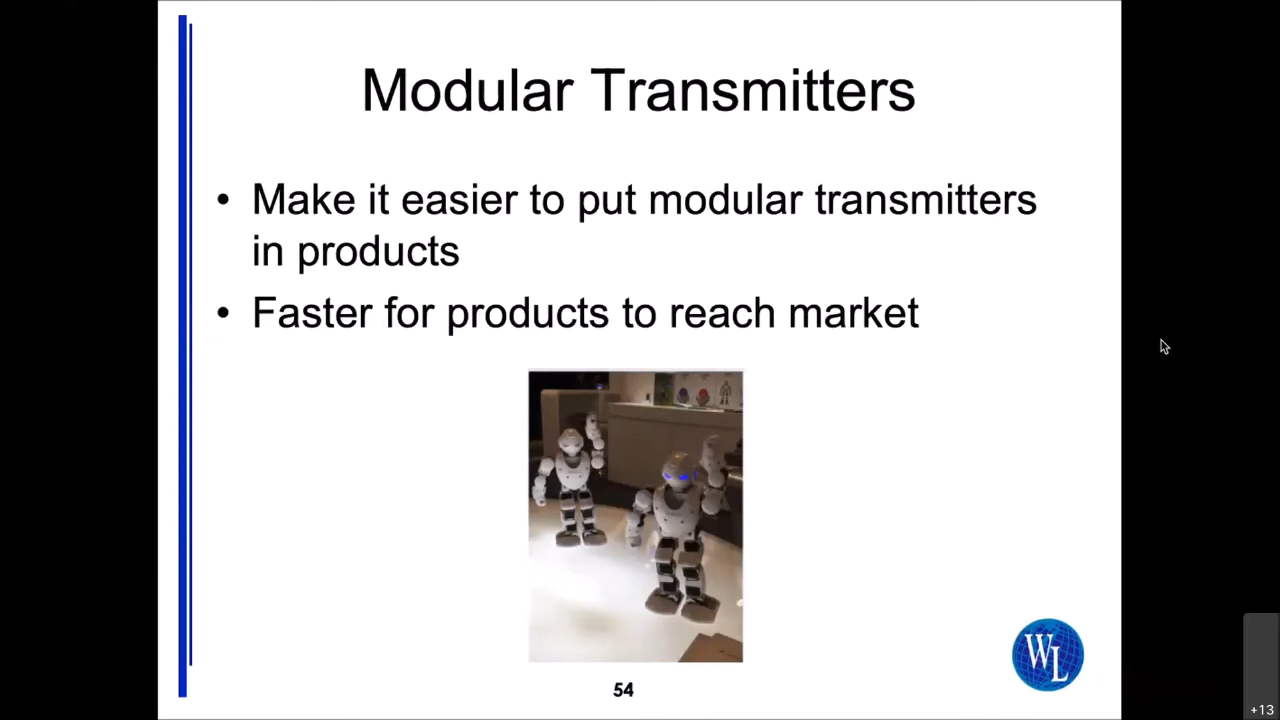 Modular Transmitters
• Make it easier to put modular transmitters
in products
• Faster for products to reach market
WL
54
+13